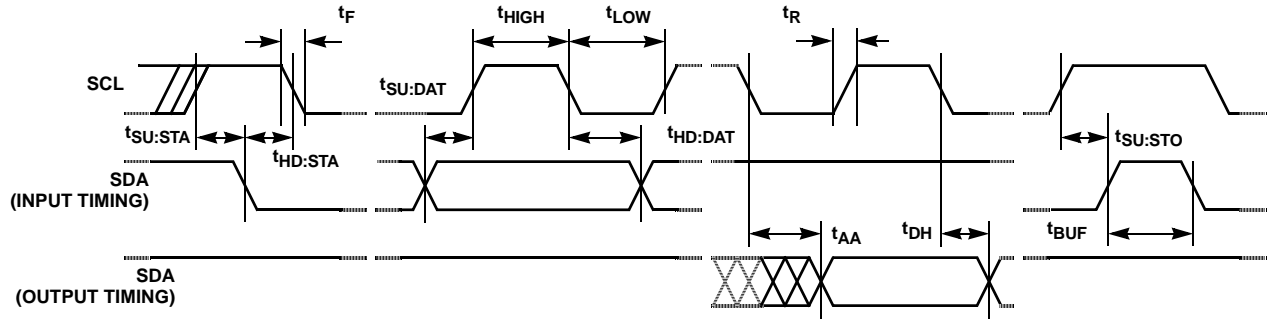 tF
tHIGH
tLOW
tR
SCL
tSU:DAT
tSU:STA
tHD:STA
tHD:DAT
tSU:STO
SDA
(INPUT TIMING)
tAA
tDH
tBUF
SDA
(OUTPUT TIMING)